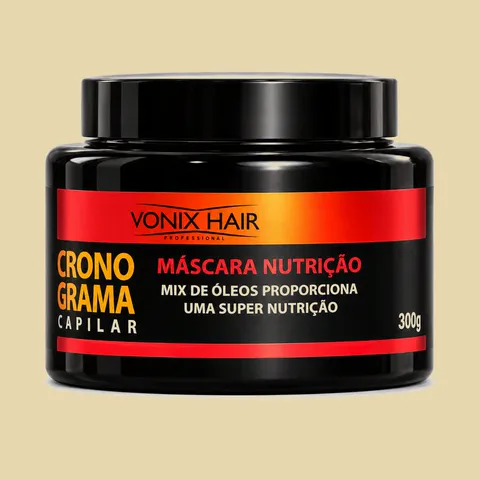 VONIX HAIR
PROFESSIONAL
CRONO
GRAMA
CAPILAR
MÁSCARA NUTRIÇÃO
MIX DE ÓLEOS PROPORCIONA
UMA SUPER NUTRIÇÃO
300g